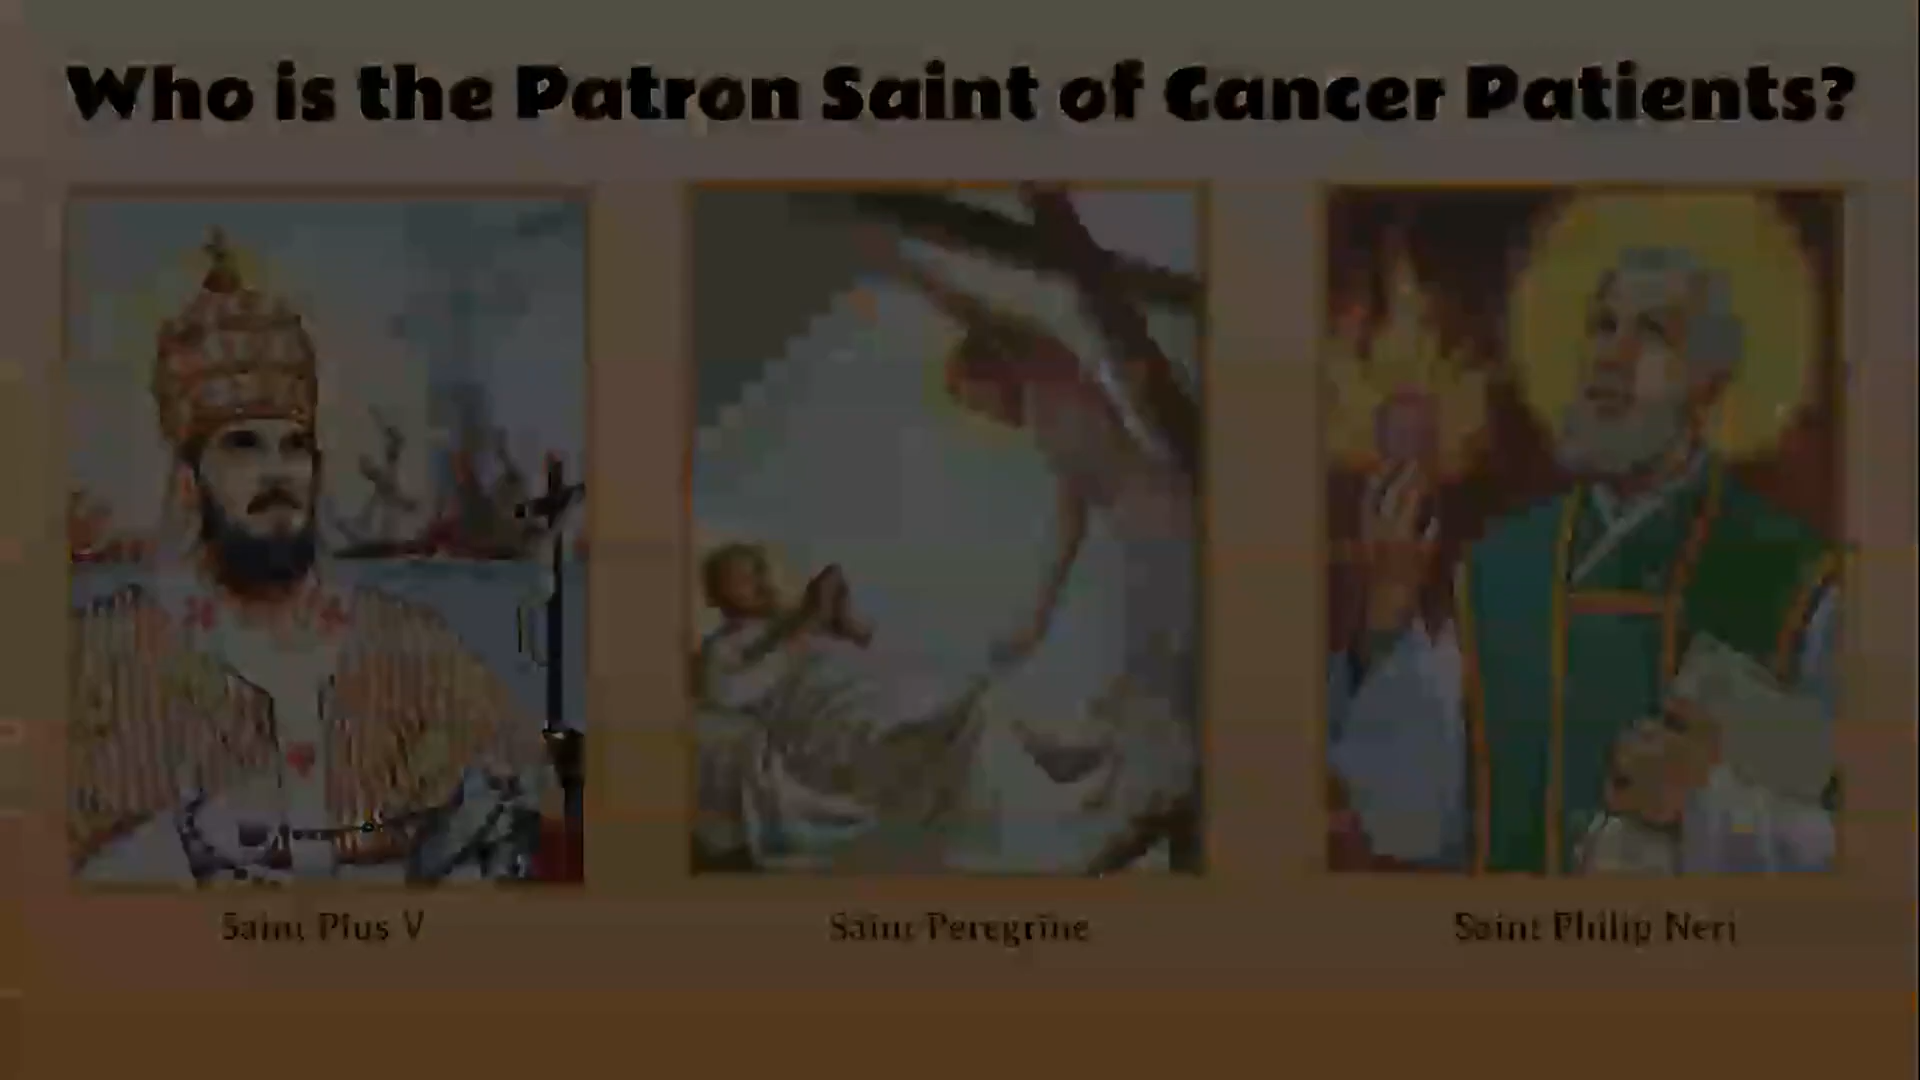 Who is the Patron Saint of Cancer Patients?
Saint Pius V
Saint Peregrine
Saint Philip Neri